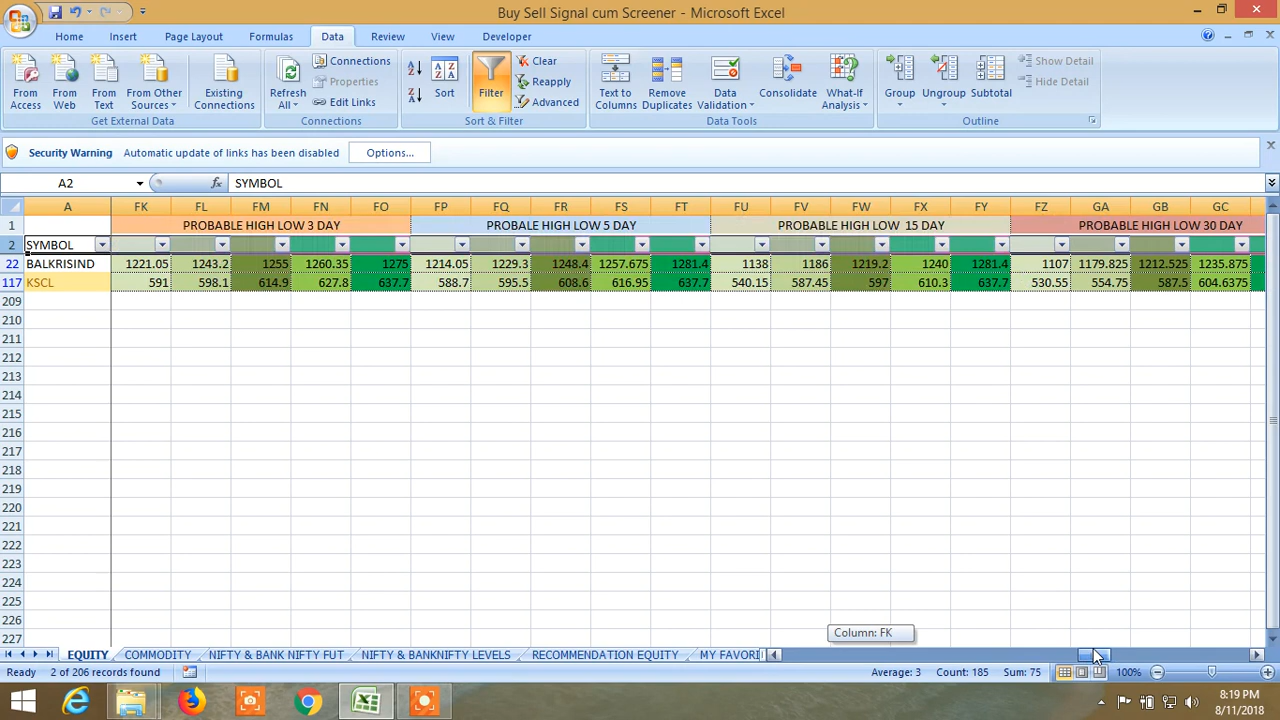 Buy Sell Signal cum Screener - Microsoft Excel
Home Insert Page Layout Formulas Data Review View Developer
From Access From Web From Text From Other Sources Existing Connections Refresh All Connections Properties Edit Links Sort Filter Clear Reapply Advanced Text to Columns Remove Duplicates Data Validation Consolidate What-If Analysis Group Ungroup Subtotal Show Detail Hide Detail
Get External Data Connections Sort & Filter Data Tools Outline
Security Warning Automatic update of links has been disabled Options...
A2 fx SYMBOL
A FK FL FM FN FO FP FQ FR FS FT FU FV FW FX FY FZ GA GB GC
1 PROBABLE HIGH LOW 3 DAY PROBALE HIGH LOW 5 DAY PROBABLE HIGH LOW 15 DAY PROBABLE HIGH LOW 30 DAY
2 SYMBOL
22 BALKRISIND 1221.05 1243.2 1255 1260.35 1275 1214.05 1229.3 1248.4 1257.675 1281.4 1138 1186 1219.2 1240 1281.4 1107 1179.825 1212.525 1235.875
117 KSCL 591 598.1 614.9 627.8 637.7 588.7 595.5 608.6 616.95 637.7 540.15 587.45 597 610.3 637.7 530.55 554.75 587.5 604.6375
209
210
211
212
213
214
215
216
217
218
219
220
221
222
223
224
225
226
227
Column: FK
EQUITY COMMODITY NIFTY & BANK NIFTY FUT NIFTY & BANKNIFTY LEVELS RECOMMENDATION EQUITY MY FAVORI
Ready 2 of 206 records found Average: 3 Count: 185 Sum: 75 100%
8:19 PM
8/11/2018